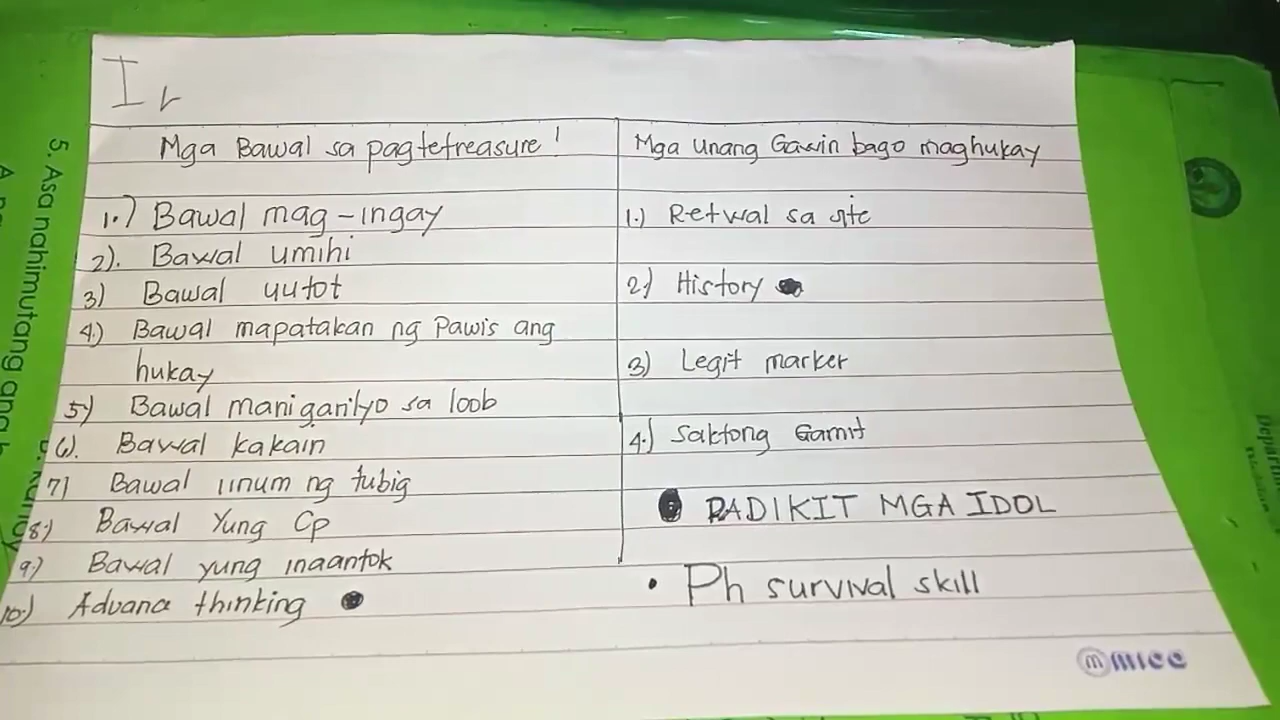 I
Mga Bawal sa pagtetreasure!
1.) Bawal mag-ingay
2). Bawal umihi
3) Bawal uutot
4.) Bawal mapatakan ng Pawis ang
hukay
5) Bawal manigarilyo sa loob
6). Bawal kakain
7) Bawal iinum ng tubig
8.) Bawal Yung Cp
9.) Bawal yung inaantok
10.) Advance thinking
Mga Unang Gawin bago maghukay
1.) Retwal sa site
2) History
3) Legit marker
4.) Saktong Gamit
PADIKIT MGA IDOL
• Ph survival skill
micc
5. Asa nahimutang ang